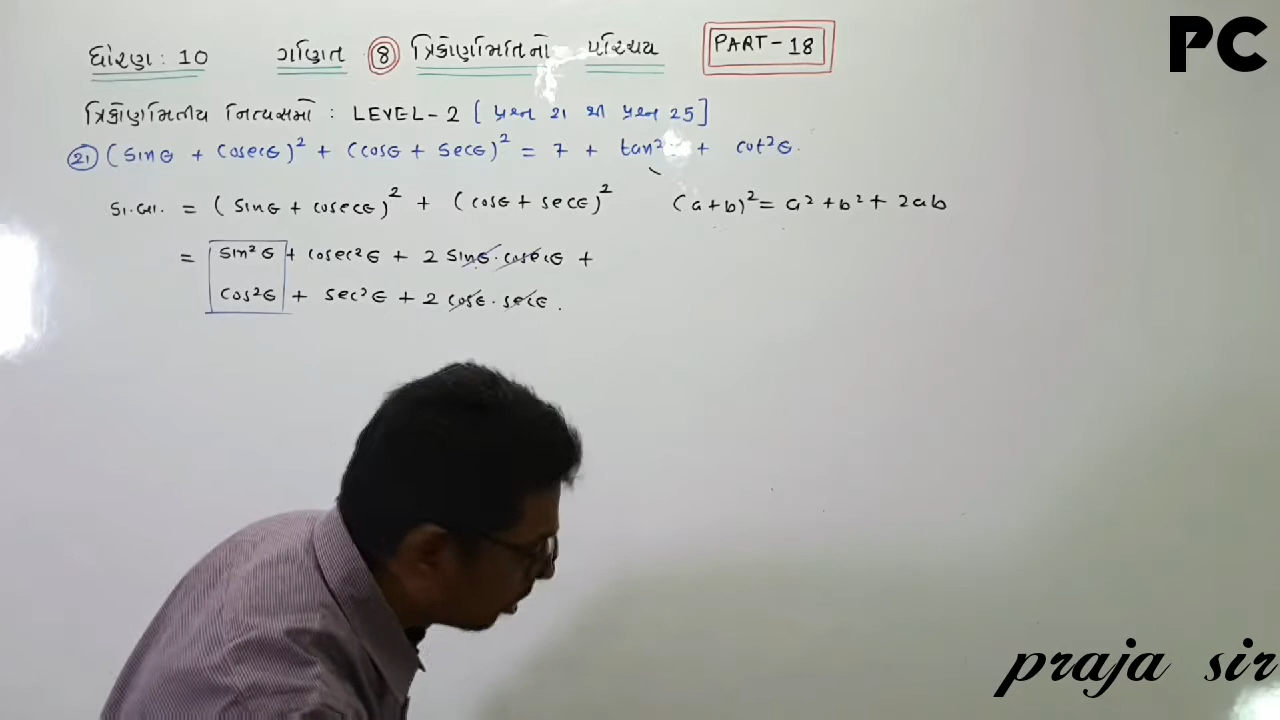 ધોરણ : 10 ગણિત 8 ત્રિકોણમિતિનો પરિચય PART-18
PC
ત્રિકોણમિતીય નિત્યસમો : LEVEL-2 [ પ્રશ્ન 21 થી પ્રશ્ન 25 ]
21 (sinθ + cosecθ)² + (cosθ + secθ)² = 7 + tan² + cot²θ.
ડા.બા. = (sinθ + cosecθ)² + (cosθ + secθ)² (a+b)² = a² + b² + 2ab
= sin²θ + cosec²θ + 2 sinθ · cosecθ +
cos²θ + sec²θ + 2 cosθ · secθ .
praja sir